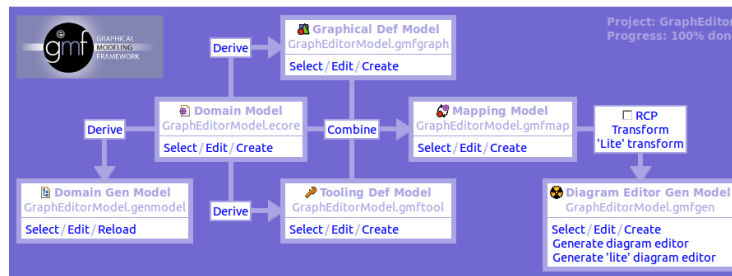 gmf
GRAPHICAL
MODELING
FRAMEWORK
Project: GraphEditor
Progress: 100% don
Graphical Def Model
GraphEditorModel.gmfgraph
Select / Edit / Create
Derive
Domain Model
GraphEditorModel.ecore
Select / Edit / Create
Derive
Combine
Mapping Model
GraphEditorModel.gmfmap
Select / Edit / Create
RCP
Transform
'Lite' transform
Domain Gen Model
GraphEditorModel.genmodel
Select / Edit / Reload
Derive
Tooling Def Model
GraphEditorModel.gmftool
Select / Edit / Create
Diagram Editor Gen Model
GraphEditorModel.gmfgen
Select / Edit / Create
Generate diagram editor
Generate 'lite' diagram editor